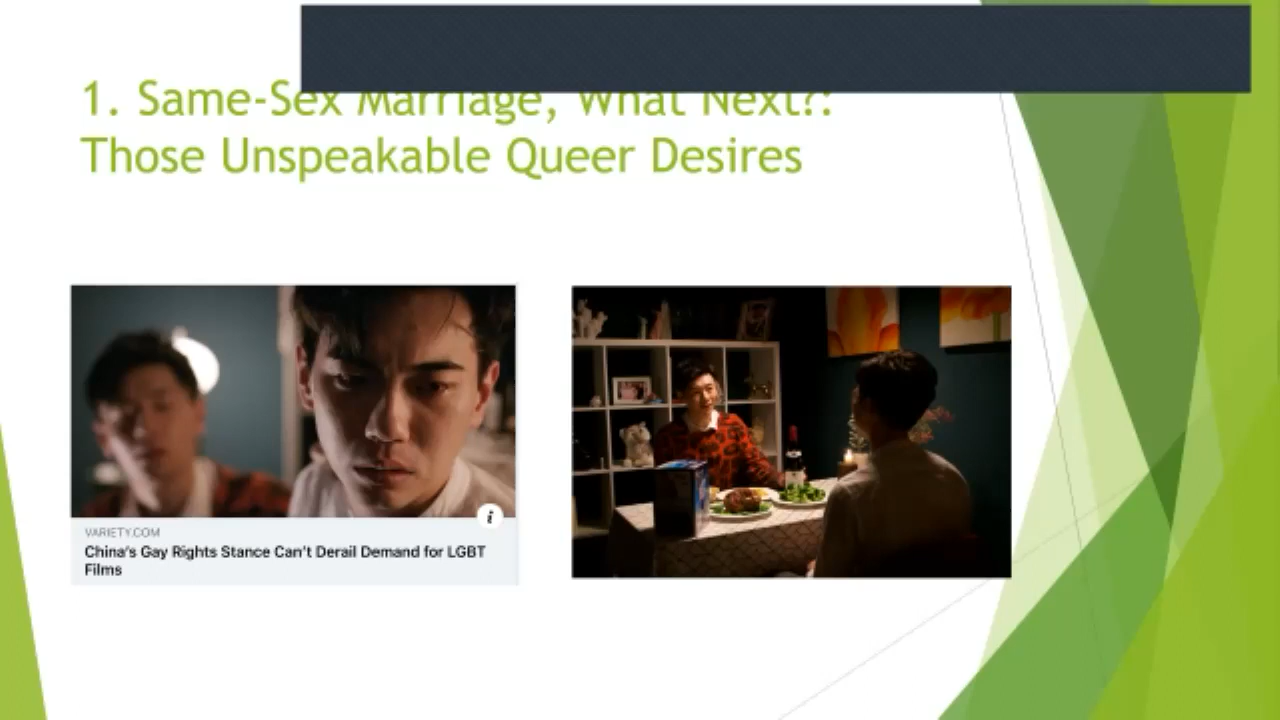 1. Same-Sex Marriage, What Next?:
Those Unspeakable Queer Desires
VARIETY.COM
China's Gay Rights Stance Can't Derail Demand for LGBT
Films